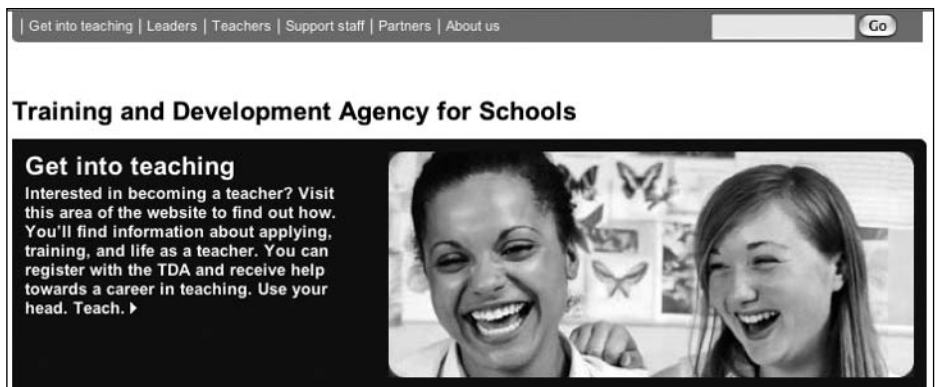 | Get into teaching | Leaders | Teachers | Support staff | Partners | About us
Go
Training and Development Agency for Schools
Get into teaching
Interested in becoming a teacher? Visit
this area of the website to find out how.
You'll find information about applying,
training, and life as a teacher. You can
register with the TDA and receive help
towards a career in teaching. Use your
head. Teach.